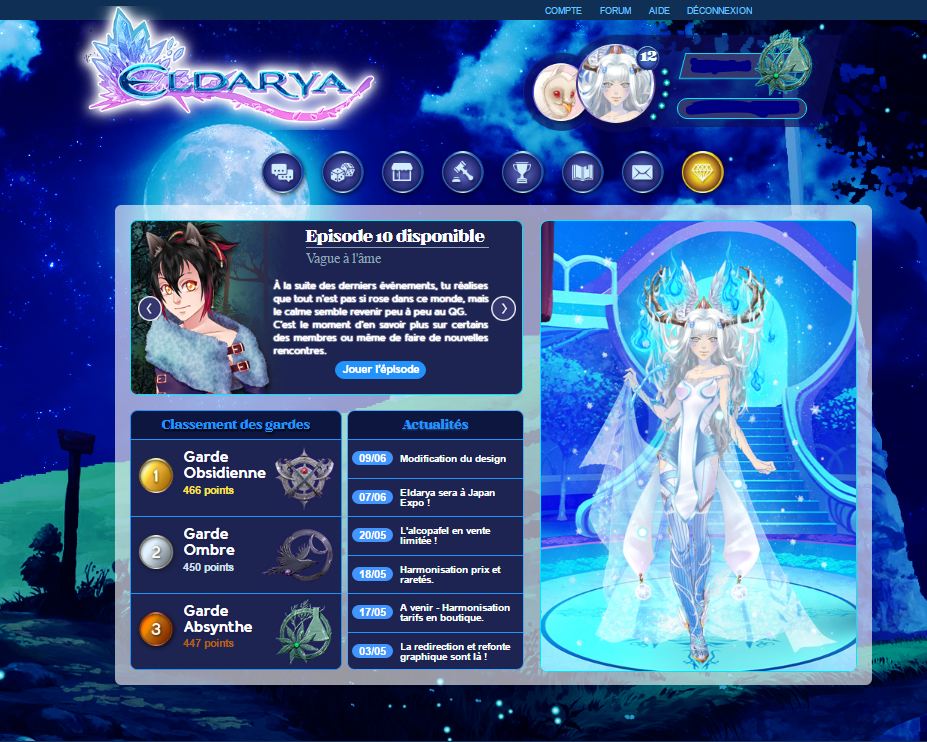 COMPTE FORUM AIDE DÉCONNEXION
ELDARYA
12
Episode 10 disponible
Vague à l'âme
À la suite des derniers événements, tu réalises
que tout n'est pas si rose dans ce monde, mais
le calme semble revenir peu à peu au QG.
C'est le moment d'en savoir plus sur certains
des membres ou même de faire de nouvelles
rencontres.
Jouer l'épisode
Classement des gardes
1
Garde
Obsidienne
466 points
2
Garde
Ombre
450 points
3
Garde
Absynthe
447 points
Actualités
09/06 Modification du design
07/06 Eldarya sera à Japan
Expo !
20/05 L'alcopafel en vente
limitée !
18/05 Harmonisation prix et
raretés.
17/05 A venir - Harmonisation
tarifs en boutique.
03/05 La redirection et refonte
graphique sont là !